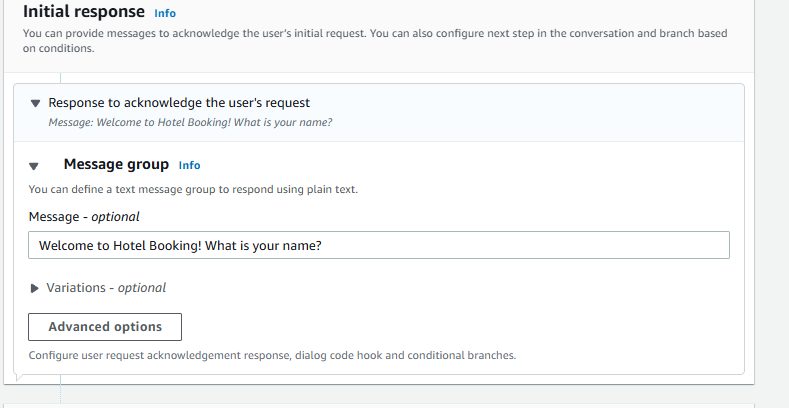 Initial response Info
You can provide messages to acknowledge the user's initial request. You can also configure next step in the conversation and branch based
on conditions.
Response to acknowledge the user's request
Message: Welcome to Hotel Booking! What is your name?
Message group Info
You can define a text message group to respond using plain text.
Message - optional
Welcome to Hotel Booking! What is your name?
Variations - optional
Advanced options
Configure user request acknowledgement response, dialog code hook and conditional branches.